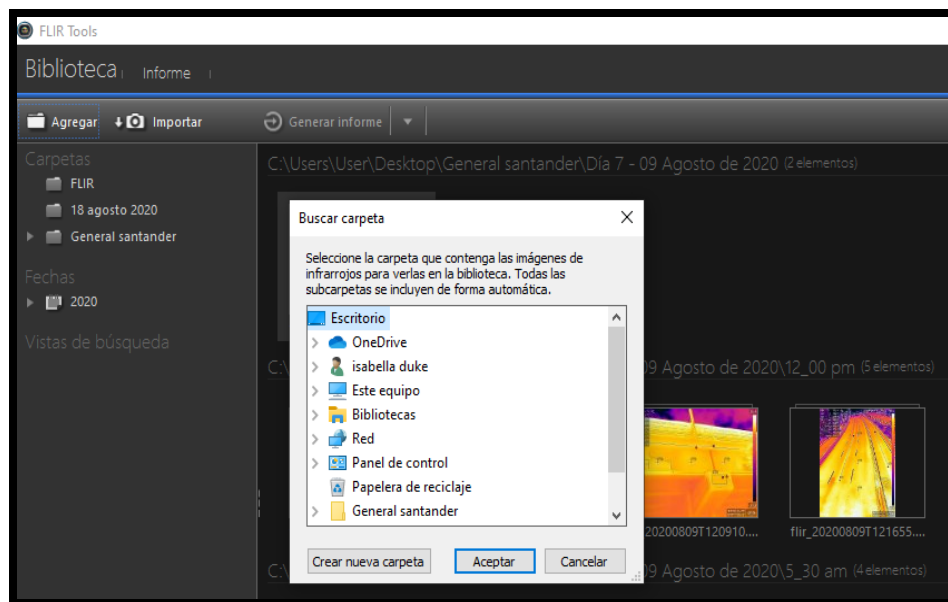 FLIR Tools
Biblioteca
Informe
Agregar
Importar
Generar informe
Carpetas
FLIR
18 agosto 2020
General santander
Fechas
2020
Vistas de búsqueda
C:\Users\User\Desktop\General santander\Día 7 - 09 Agosto de 2020 (2 elementos)
Buscar carpeta
Seleccione la carpeta que contenga las imágenes de
infrarrojos para verlas en la biblioteca. Todas las
subcarpetas se incluyen de forma automática.
Escritorio
OneDrive
isabella duke
Este equipo
Bibliotecas
Red
Panel de control
Papelera de reciclaje
General santander
Crear nueva carpeta
Aceptar
Cancelar
C:\
09 Agosto de 2020\12_00 pm (5 elementos)
20200809T120910....
flir_20200809T121655....
C:\
09 Agosto de 2020\5_30 am (4 elementos)